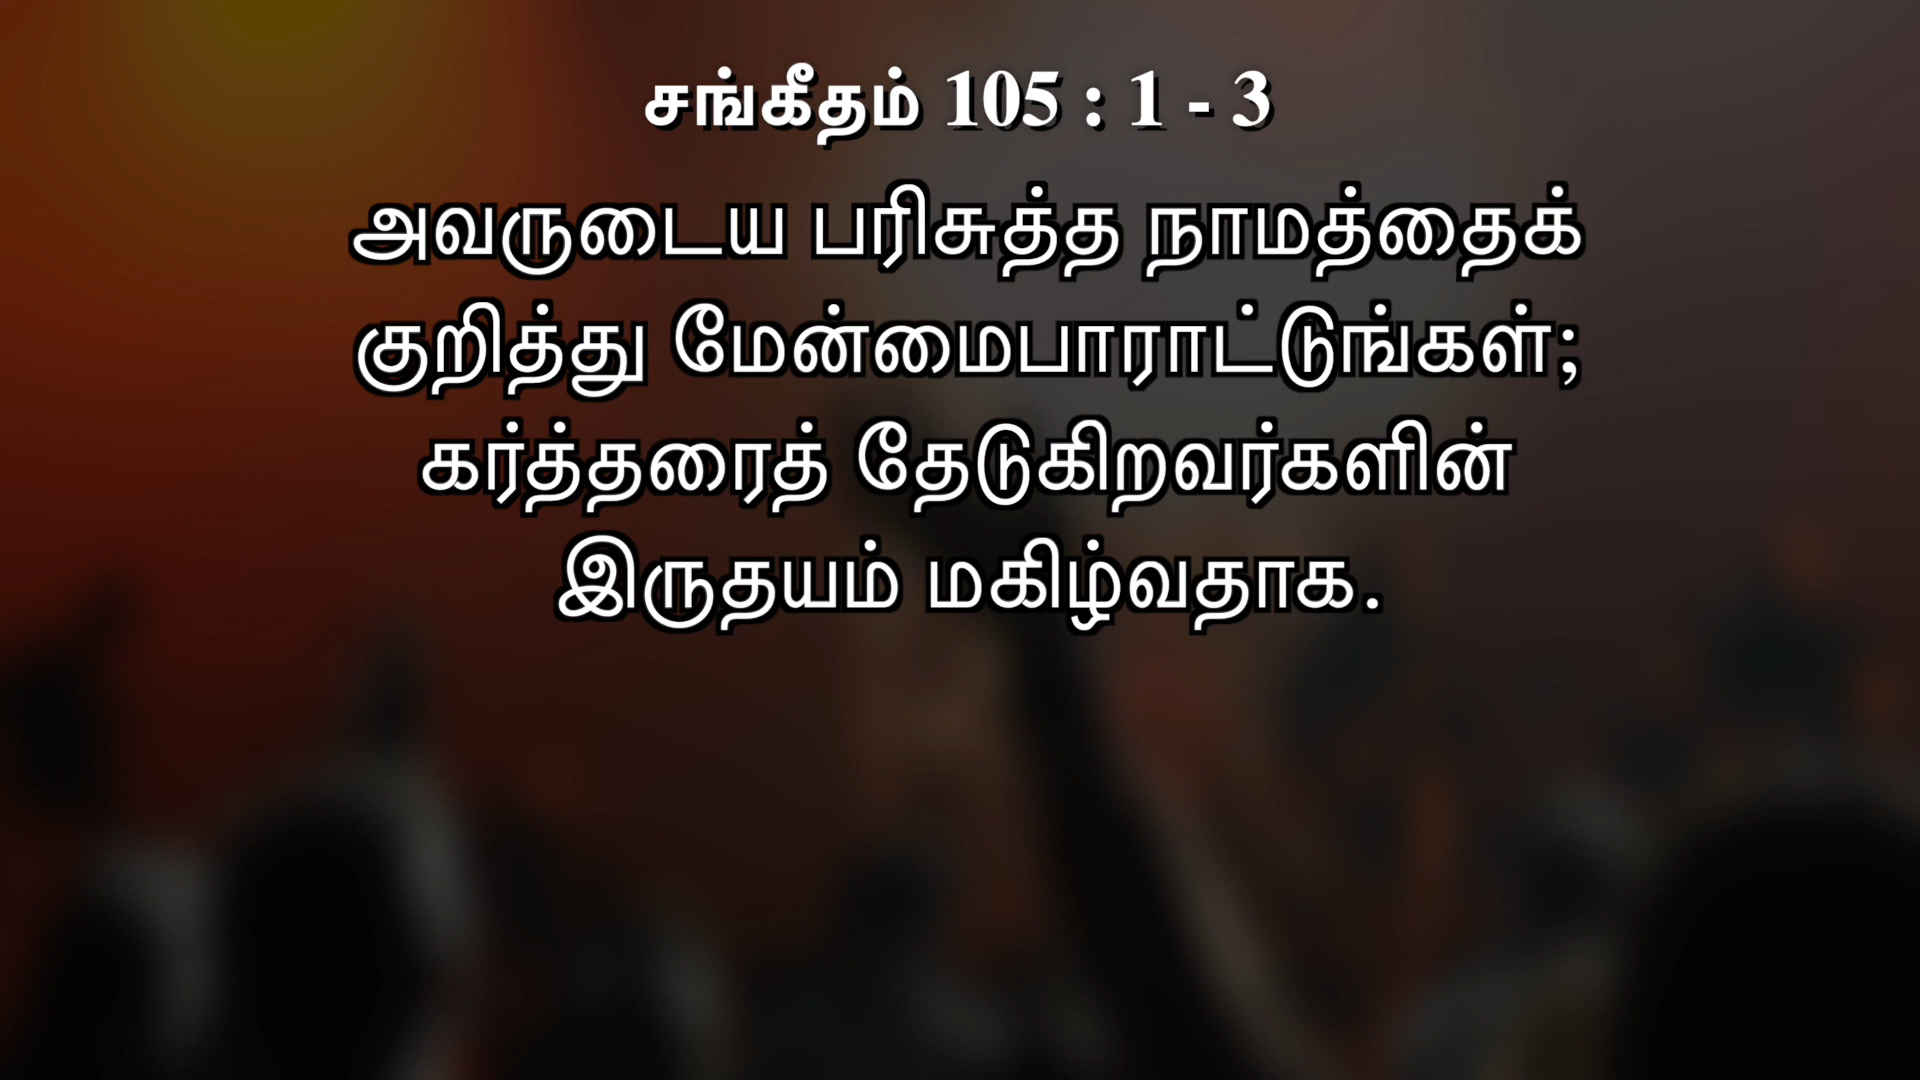 சங்கீதம் 105 : 1 - 3
அவருடைய பரிசுத்த நாமத்தைக்
குறித்து மேன்மைபாராட்டுங்கள்;
கர்த்தரைத் தேடுகிறவர்களின்
இருதயம் மகிழ்வதாக.